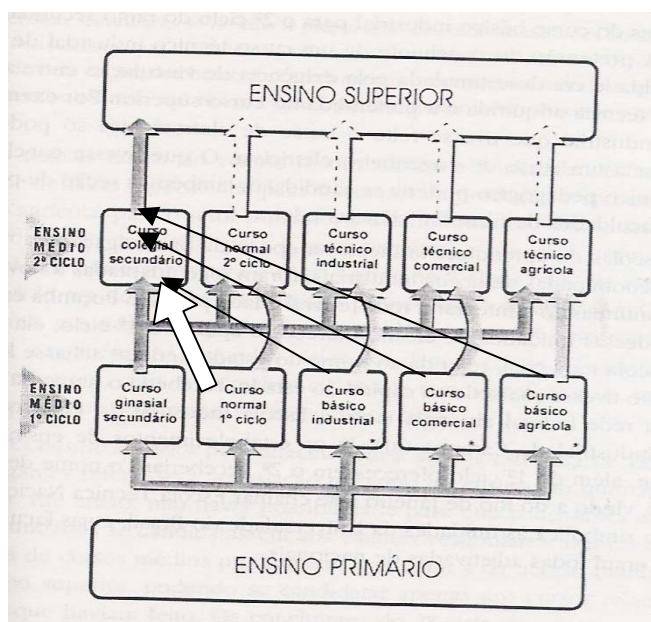 ENSINO SUPERIOR
ENSINO
MÉDIO
2º CICLO
Curso
colegial
secundário
Curso
normal
2º ciclo
Curso
técnico
industrial
Curso
técnico
comercial
Curso
técnico
agrícola
ENSINO
MÉDIO
1º CICLO
ginasial
secundário
Curso
normal
1º ciclo
Curso
básico
industrial *
Curso
básico
comercial *
Curso
básico
agrícola *
ENSINO PRIMÁRIO